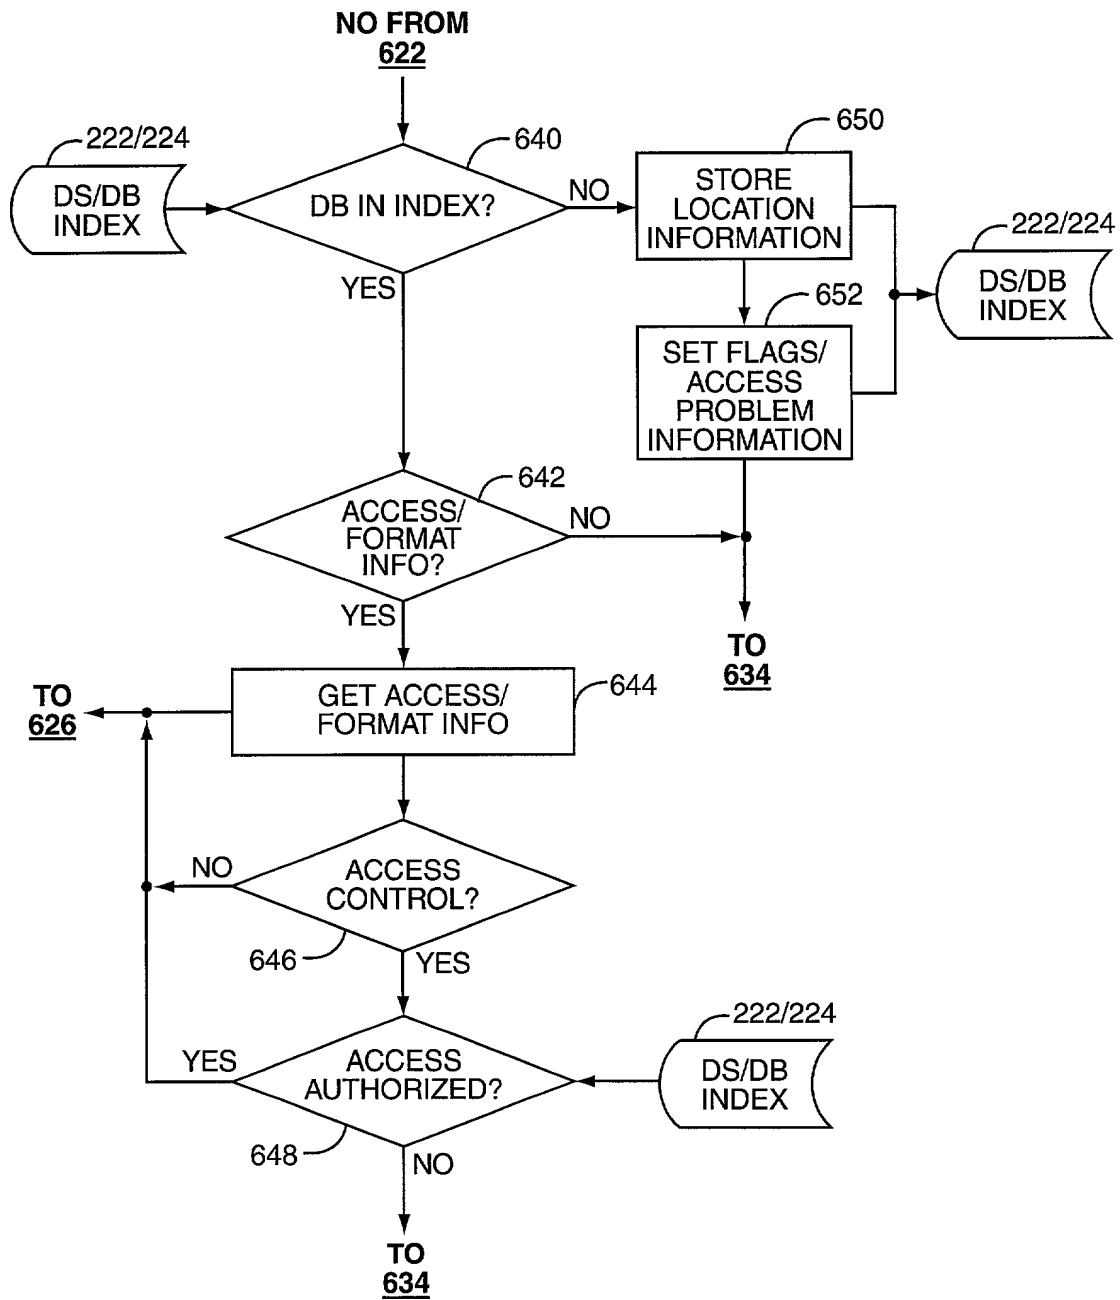 NO FROM
622
222/224
640
650
DS/DB
INDEX
DB IN INDEX?
NO
STORE
LOCATION
INFORMATION
YES
222/224
DS/DB
INDEX
652
SET FLAGS/
ACCESS
PROBLEM
INFORMATION
642
ACCESS/
FORMAT
INFO?
NO
YES
TO
634
644
GET ACCESS/
FORMAT INFO
TO
626
NO
ACCESS
CONTROL?
646
YES
222/224
YES
ACCESS
AUTHORIZED?
DS/DB
INDEX
648
NO
TO
634